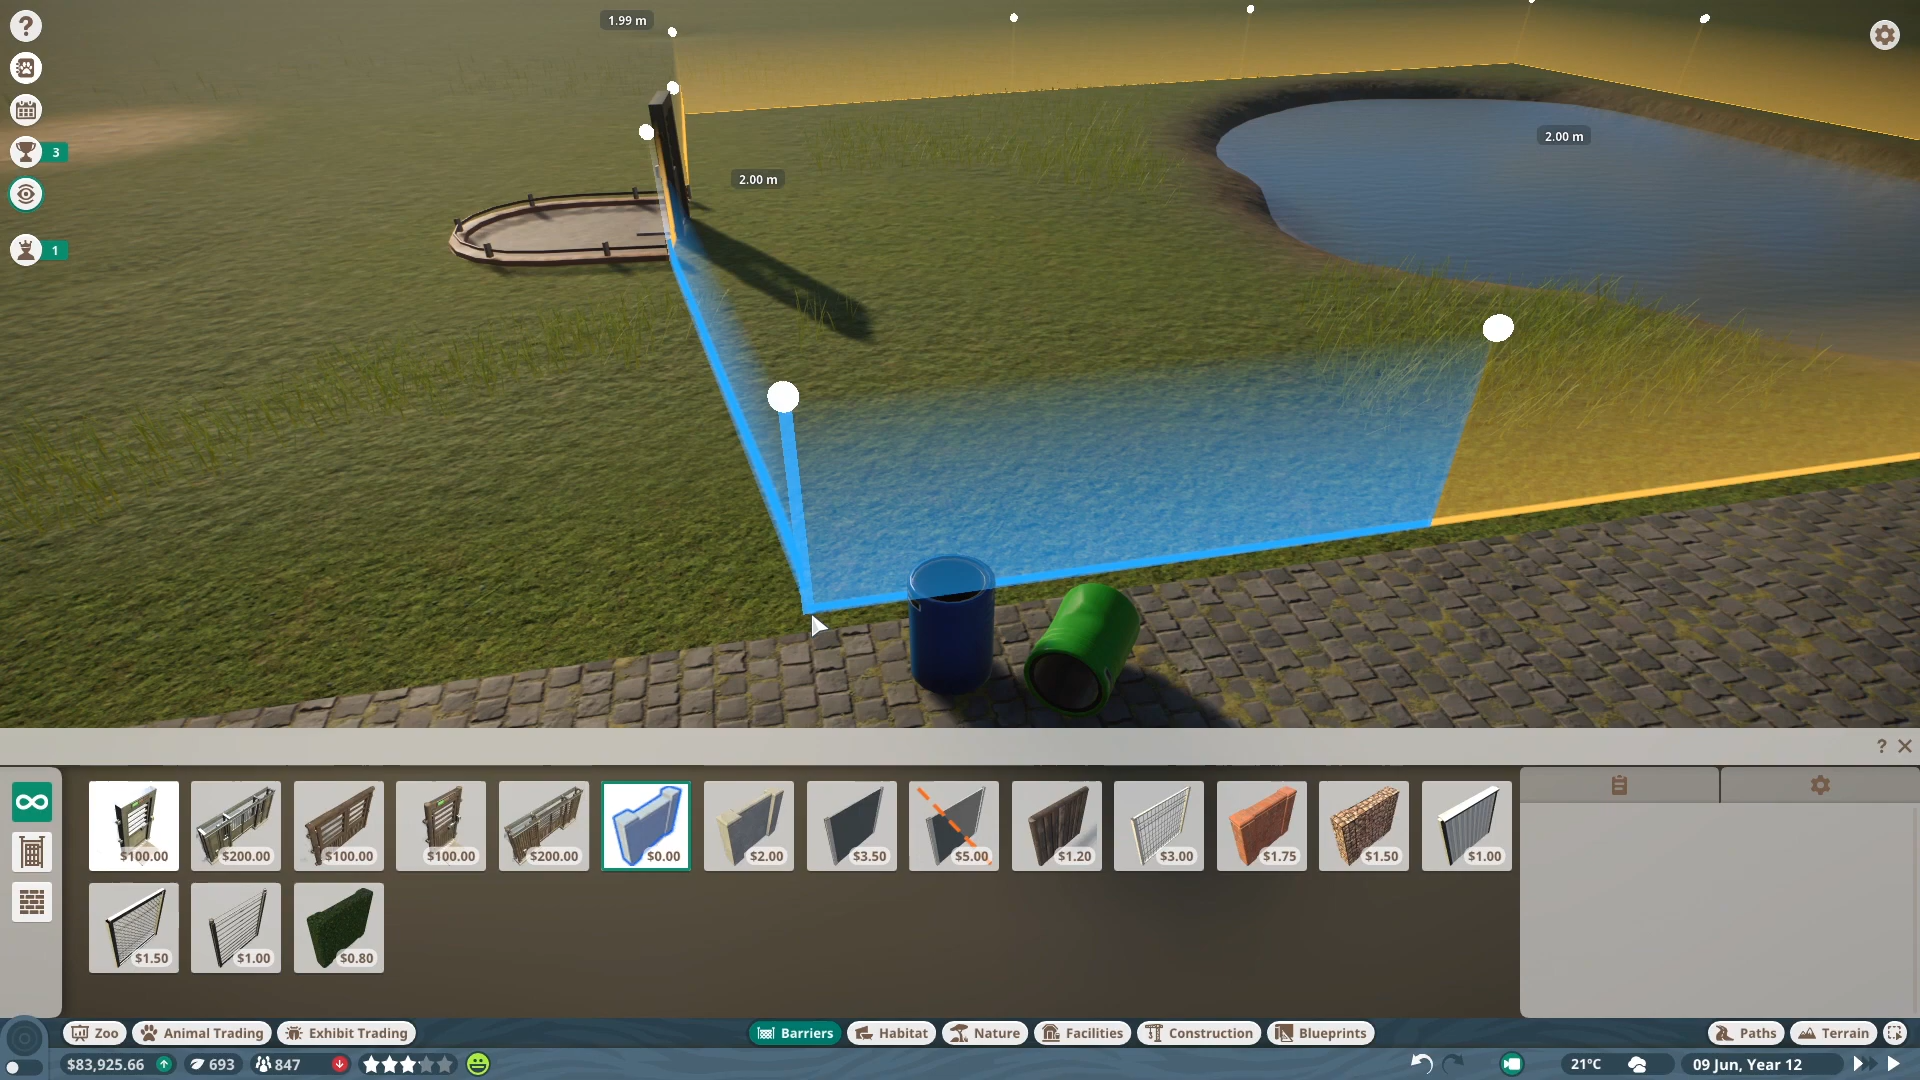 1.99 m
2.00 m
2.00 m
3
1
?
? ×
$100.00 $200.00 $100.00 $100.00 $200.00 $0.00 $2.00 $3.50 $5.00 $1.20 $3.00 $1.75 $1.50 $1.00
$1.50 $1.00 $0.80
Zoo Animal Trading Exhibit Trading Barriers Habitat Nature Facilities Construction Blueprints Paths Terrain
$83,925.66 693 847 21°C 09 Jun, Year 12